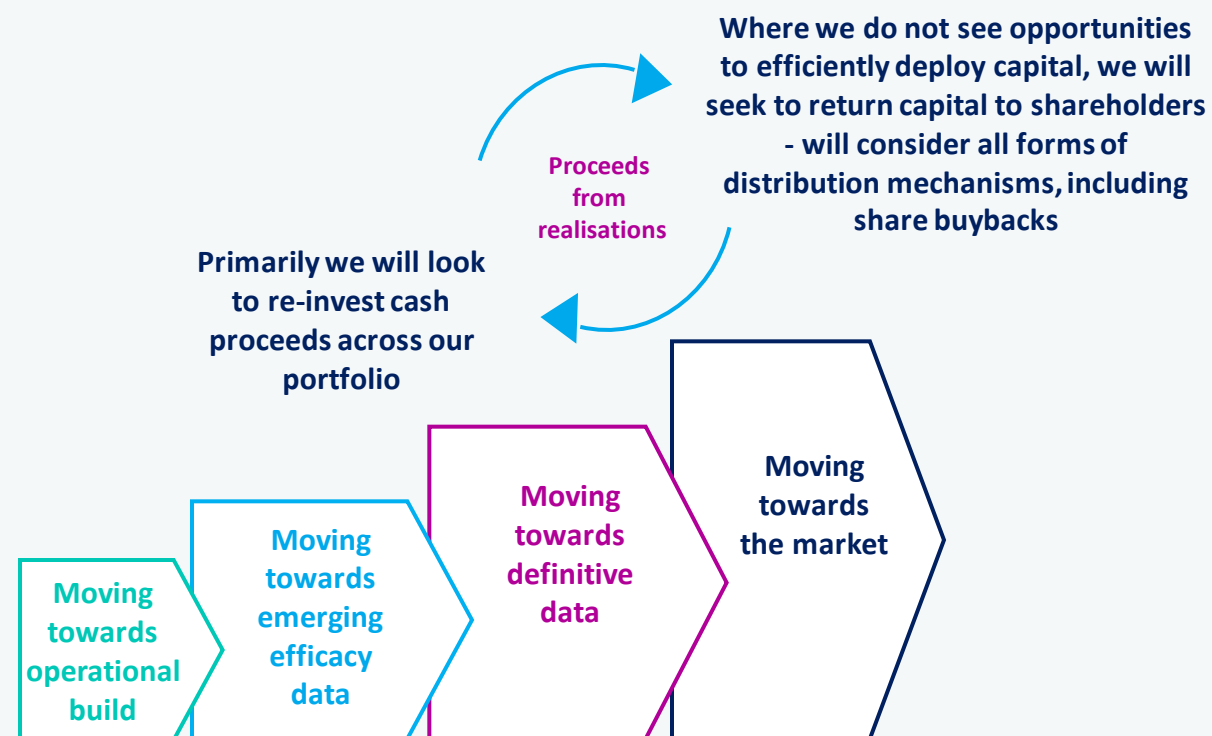 Where we do not see opportunities
to efficiently deploy capital, we will
seek to return capital to shareholders
- will consider all forms of
distribution mechanisms, including
share buybacks
Proceeds
from
realisations
Primarily we will look
to re-invest cash
proceeds across our
portfolio
Moving
towards
operational
build
Moving
towards
emerging
efficacy
data
Moving
towards
definitive
data
Moving
towards
the market